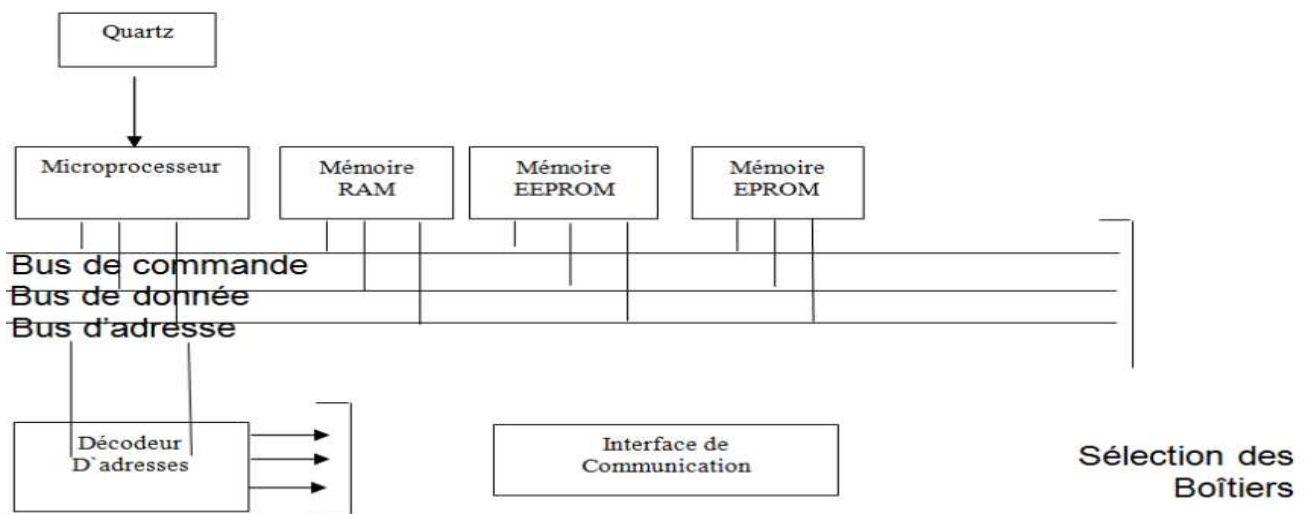 Quartz
Microprocesseur
Mémoire
RAM
Mémoire
EEPROM
Mémoire
EPROM
Bus de commande
Bus de donnée
Bus d'adresse
Décodeur
D`adresses
Interface de
Communication
Sélection des
Boîtiers